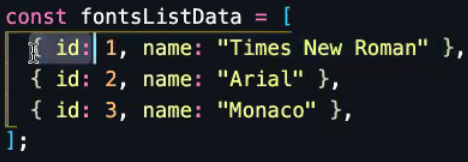 const fontsListData = [
{ id: 1, name: "Times New Roman" },
{ id: 2, name: "Arial" },
{ id: 3, name: "Monaco" },
];